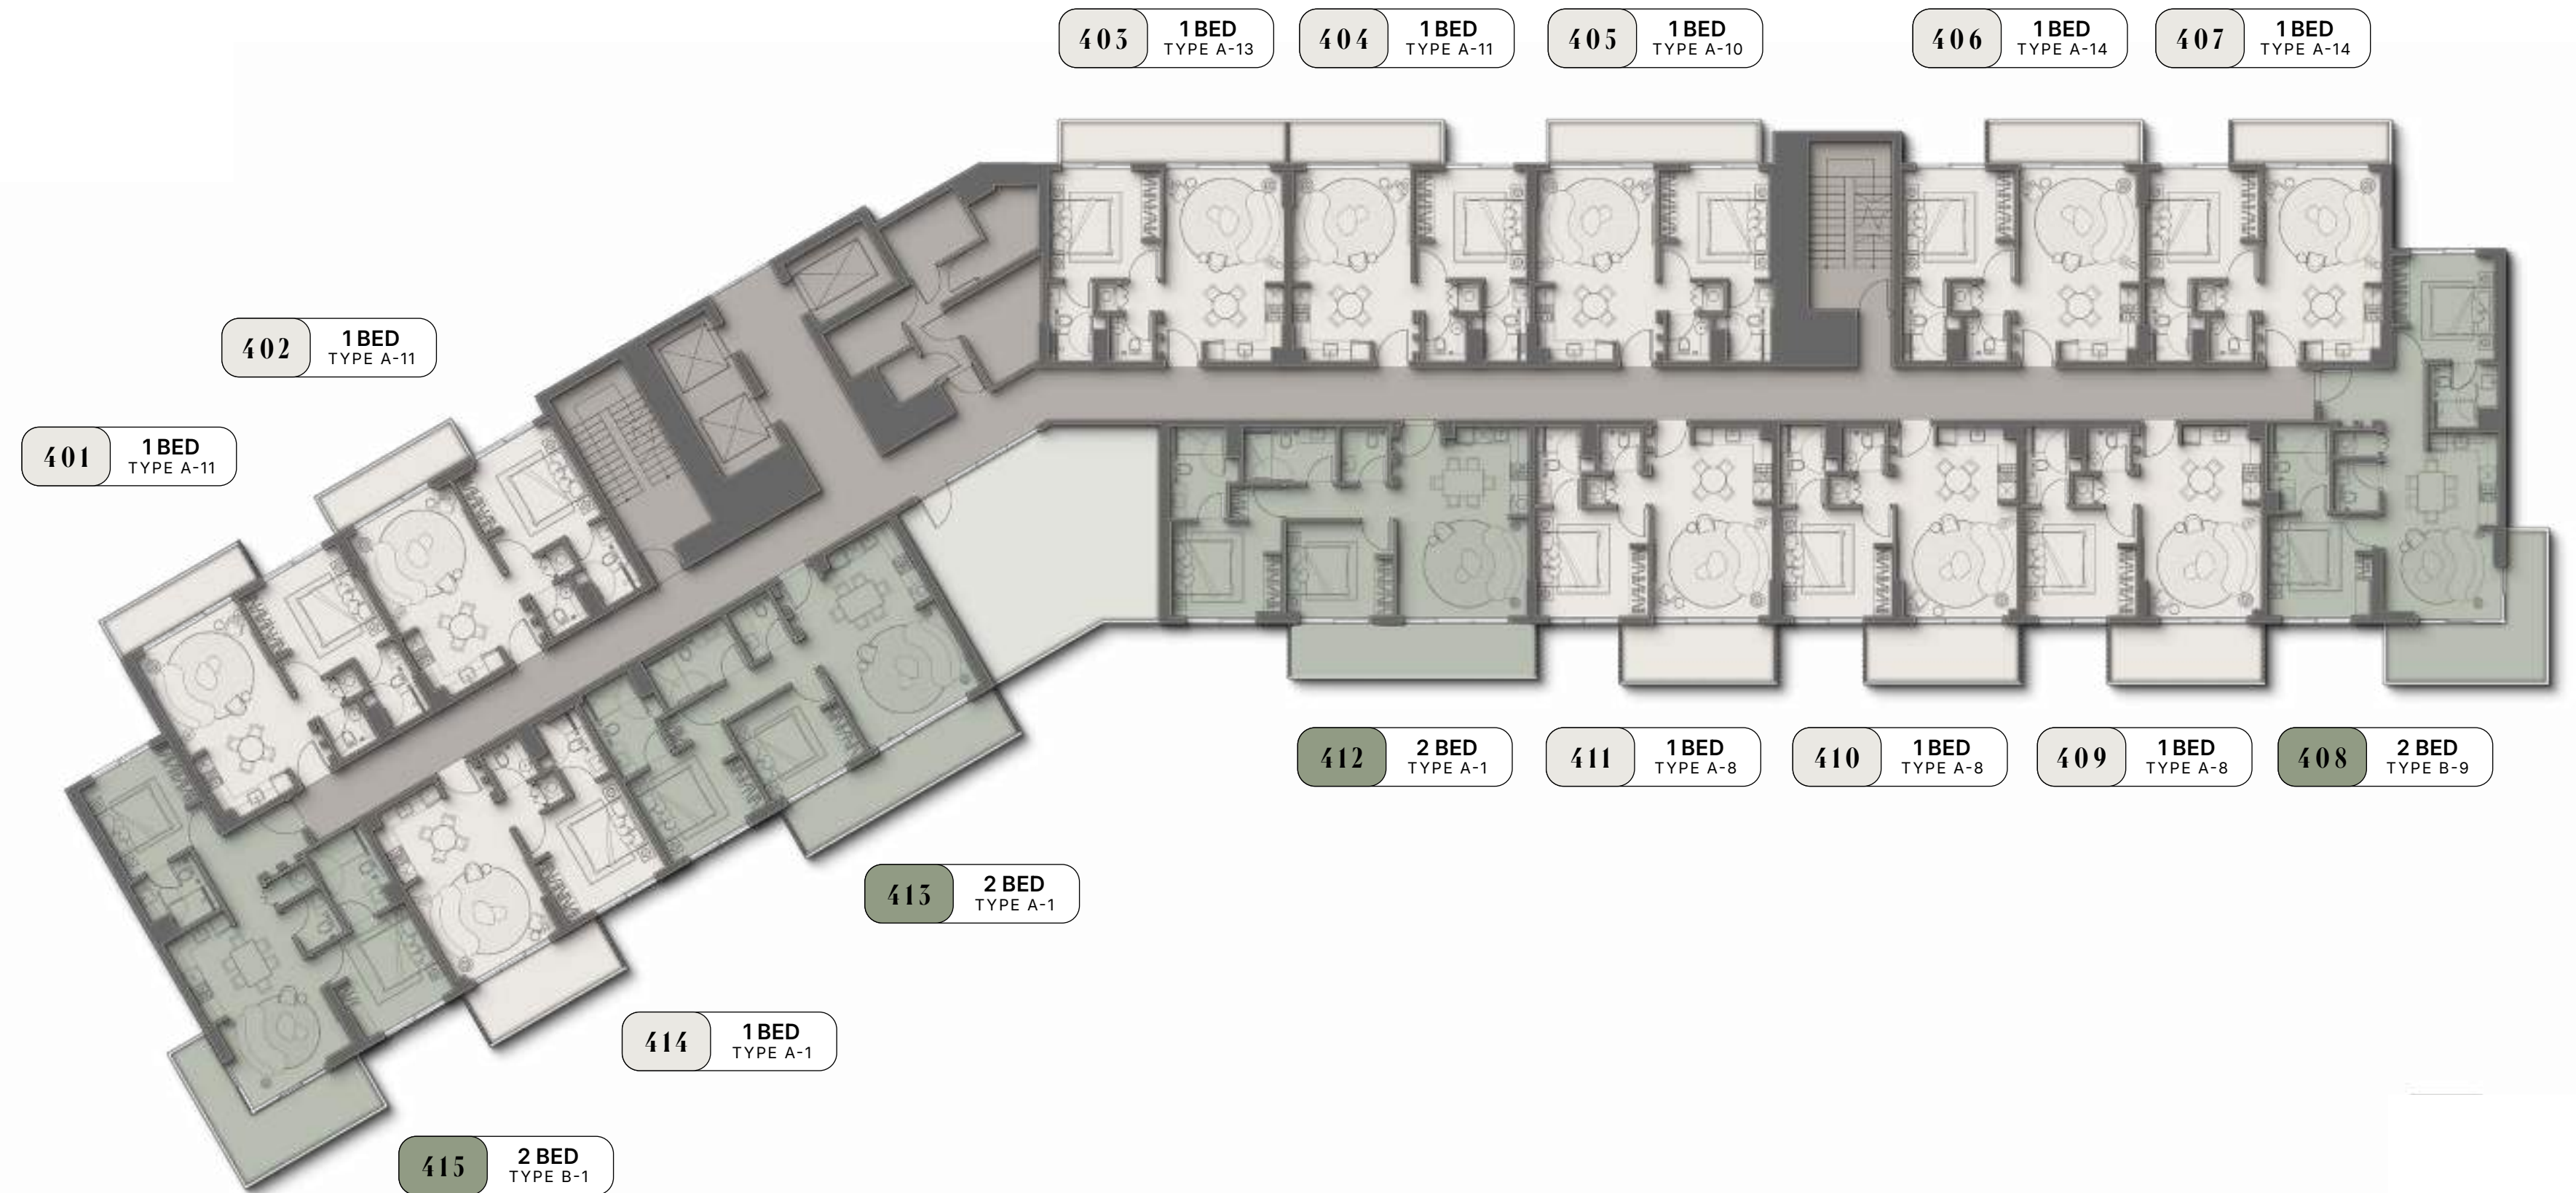 403
1 BED
TYPE A-13
404
1 BED
TYPE A-11
405
1 BED
TYPE A-10
406
1 BED
TYPE A-14
407
1 BED
TYPE A-14
402
1 BED
TYPE A-11
401
1 BED
TYPE A-11
412
2 BED
TYPE A-1
411
1 BED
TYPE A-8
410
1 BED
TYPE A-8
409
1 BED
TYPE A-8
408
2 BED
TYPE B-9
413
2 BED
TYPE A-1
414
1 BED
TYPE A-1
415
2 BED
TYPE B-1